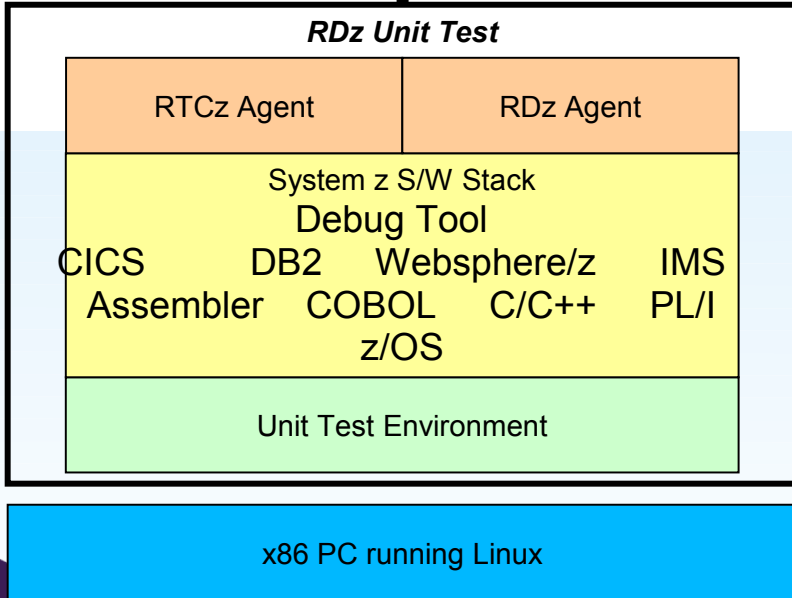 RDz Unit Test
RTCz Agent
RDz Agent
System z S/W Stack
Debug Tool
CICS DB2 Websphere/z IMS
Assembler COBOL C/C++ PL/I
z/OS
Unit Test Environment
x86 PC running Linux